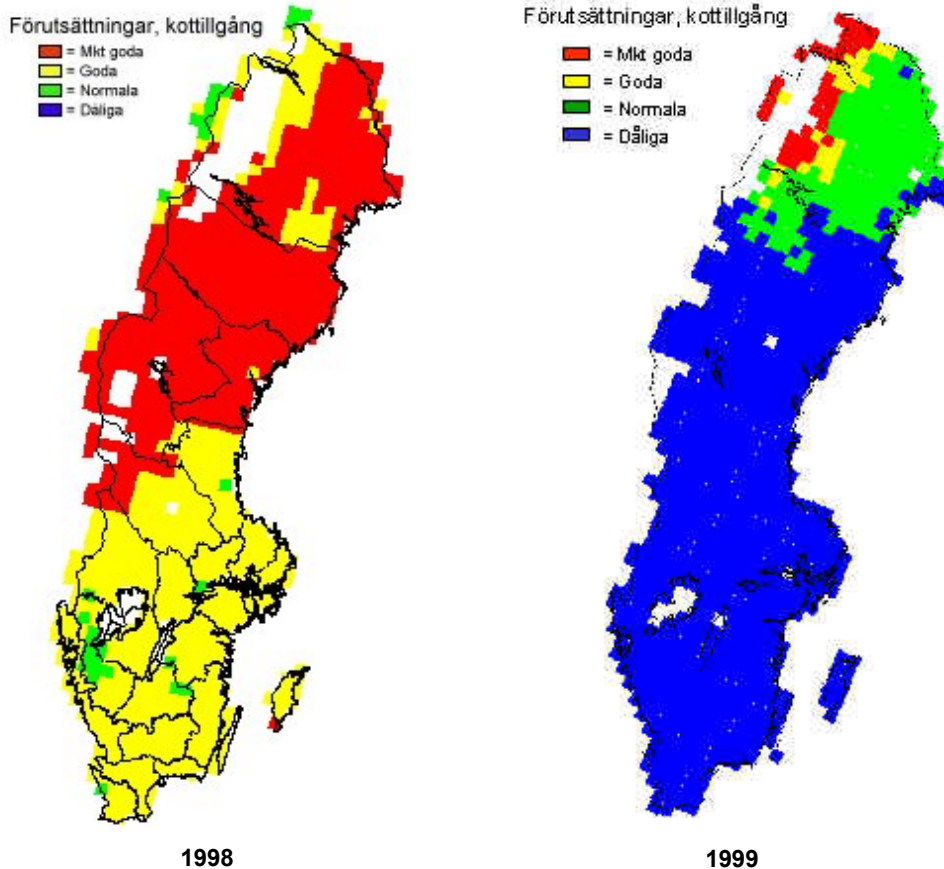 Förutsättningar, kottillgång
= Mkt goda
= Goda
= Normala
= Dåliga
Förutsättningar, kottillgång
= Mkt goda
= Goda
= Normala
= Dåliga
1998
1999